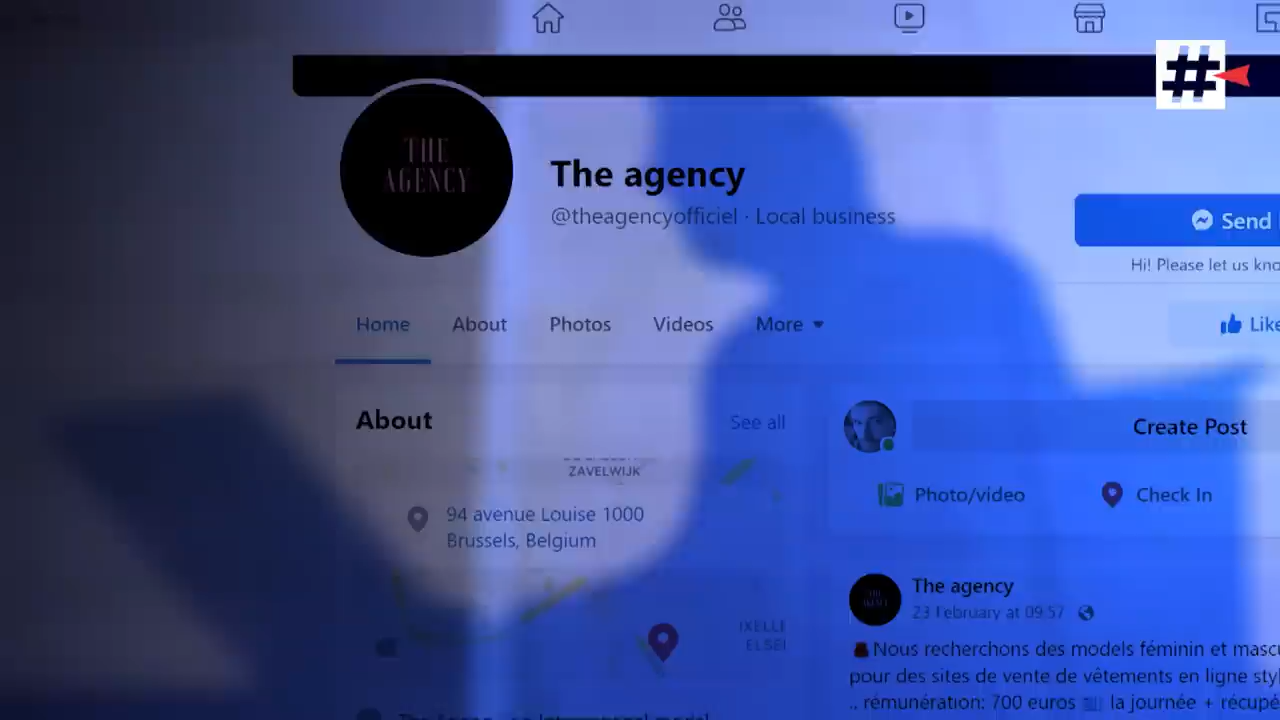 THE
AGENCY
The agency
@theagencyofficiel · Local business
Send
Hi! Please let us kno
Home
About
Photos
Videos
More
Like
About
See all
ZAVELWIJK
94 avenue Louise 1000
Brussels, Belgium
IXELLE
ELSEI
Create Post
Photo/video
Check In
The agency
23 February at 09:57
Nous recherchons des models féminin et mascu
pour des sites de vente de vêtements en ligne styl
.. rémunération: 700 euros la journée + récupé
#